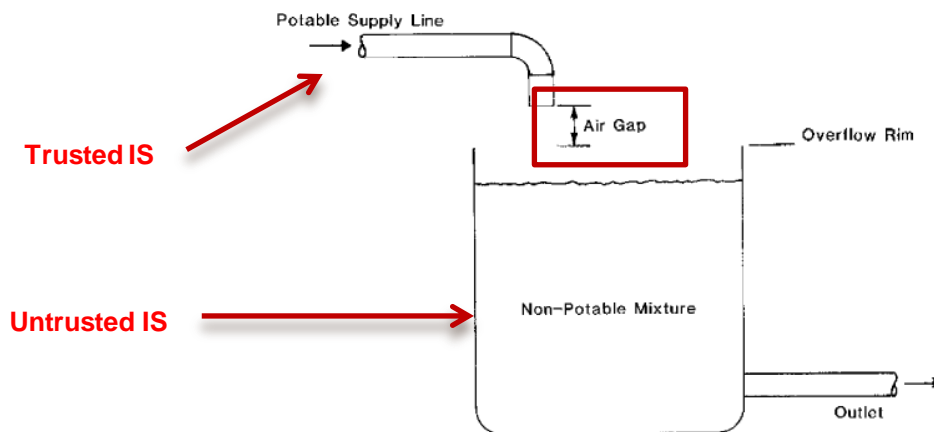 Potable Supply Line
Air Gap
Overflow Rim
Trusted IS
Untrusted IS
Non-Potable Mixture
Outlet